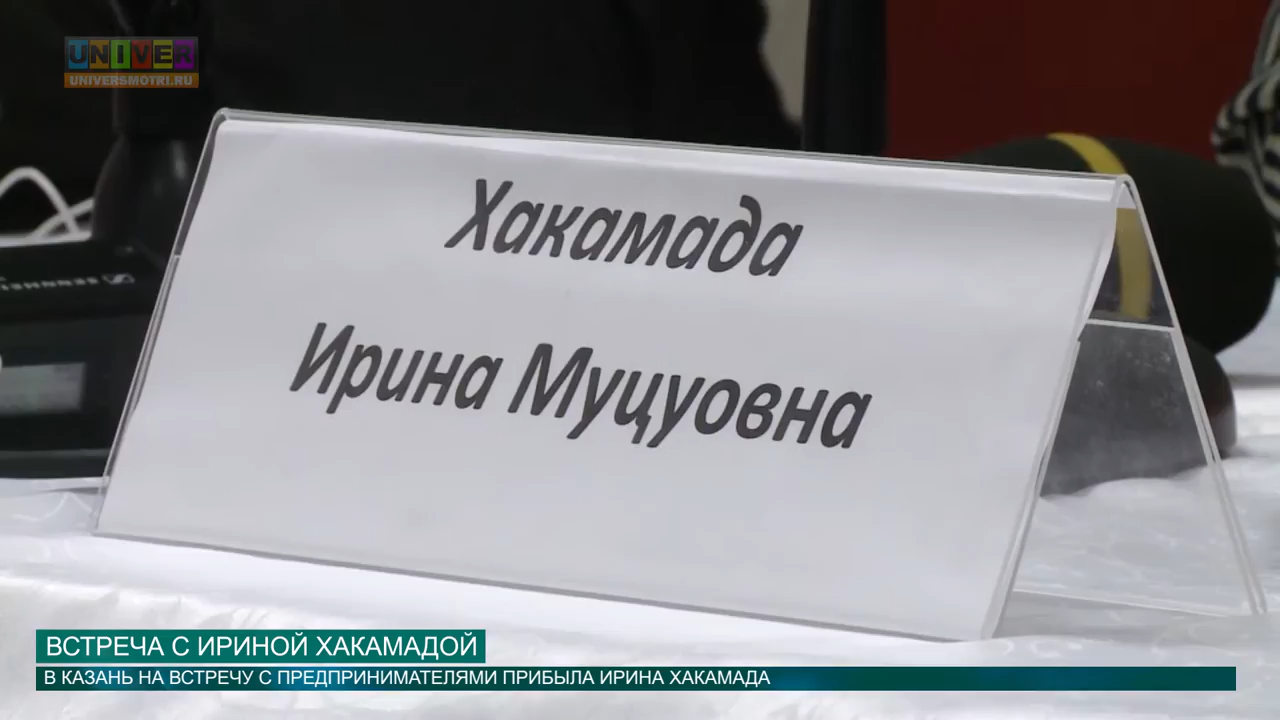 UNIVER
UNIVERSMOTRI.RU
Хакамада
Ирина Муцуовна
ВСТРЕЧА С ИРИНОЙ ХАКАМАДОЙ
В КАЗАНЬ НА ВСТРЕЧУ С ПРЕДПРИНИМАТЕЛЯМИ ПРИБЫЛА ИРИНА ХАКАМАДА